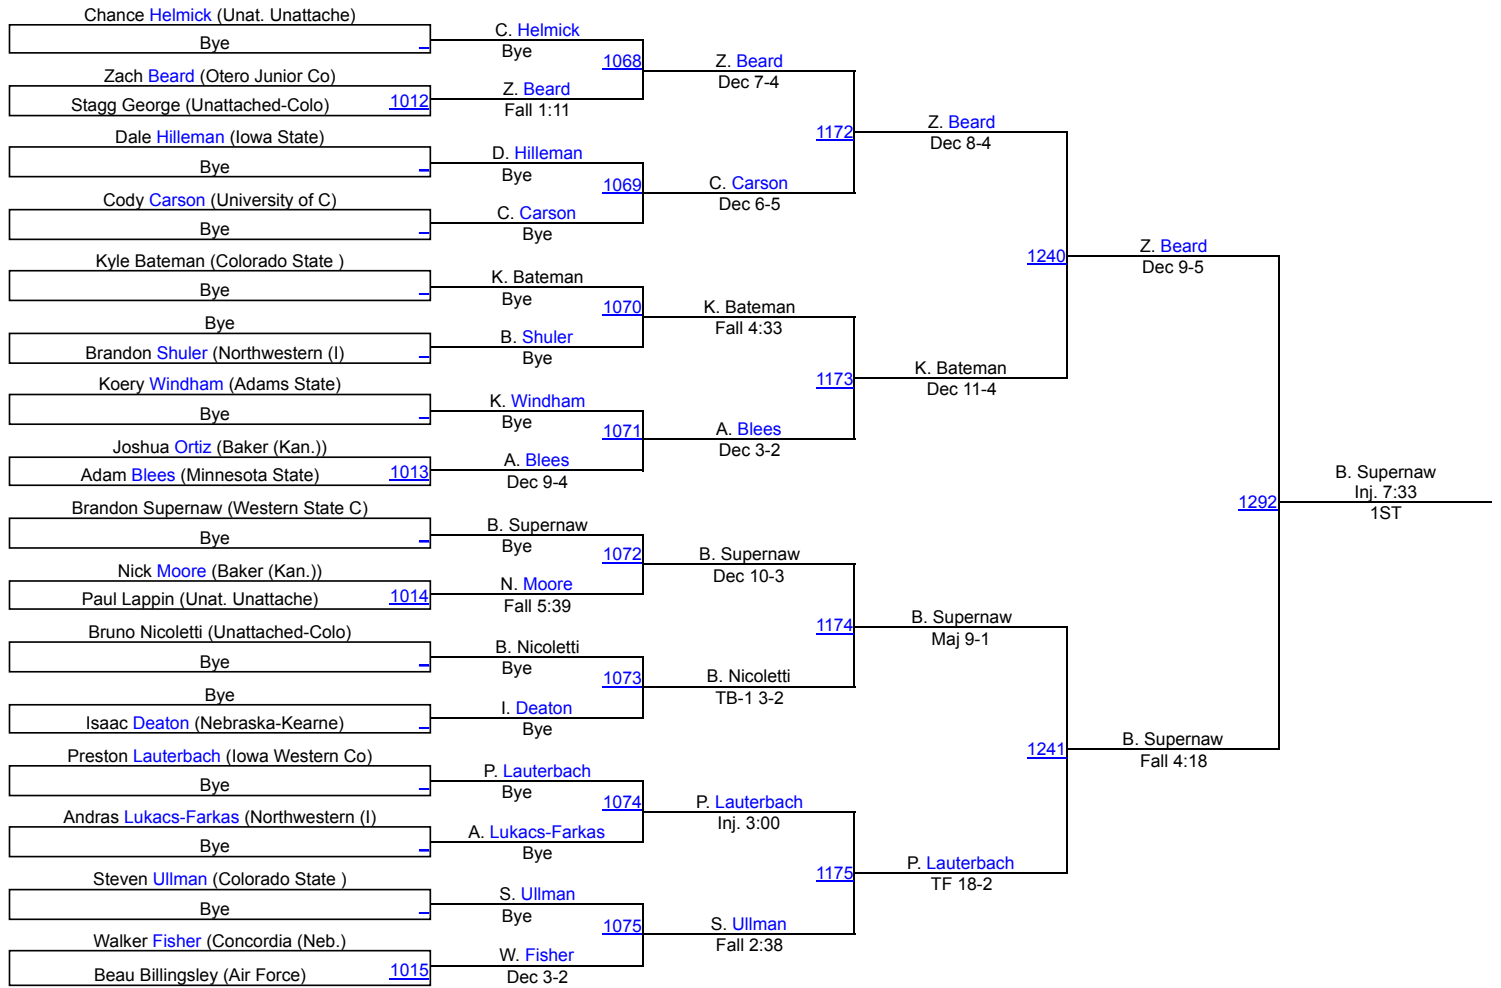 Chance Helmick (Unat. Unattache)
Bye
Zach Beard (Otero Junior Co)
Stagg George (Unattached-Colo) 1012
Dale Hilleman (Iowa State)
Bye
Cody Carson (University of C)
Bye
Kyle Bateman (Colorado State )
Bye
Bye
Brandon Shuler (Northwestern (I)
Koery Windham (Adams State)
Bye
Joshua Ortiz (Baker (Kan.))
Adam Blees (Minnesota State) 1013
Brandon Supernaw (Western State C)
Bye
Nick Moore (Baker (Kan.))
Paul Lappin (Unat. Unattache) 1014
Bruno Nicoletti (Unattached-Colo)
Bye
Bye
Isaac Deaton (Nebraska-Kearne)
Preston Lauterbach (Iowa Western Co)
Bye
Andras Lukacs-Farkas (Northwestern (I)
Bye
Steven Ullman (Colorado State )
Bye
Walker Fisher (Concordia (Neb.)
Beau Billingsley (Air Force) 1015
C. Helmick
Bye
1068
Z. Beard
Fall 1:11
D. Hilleman
Bye
1069
C. Carson
Bye
K. Bateman
Bye
1070
B. Shuler
Bye
K. Windham
Bye
1071
A. Blees
Dec 9-4
B. Supernaw
Bye
1072
N. Moore
Fall 5:39
B. Nicoletti
Bye
1073
I. Deaton
Bye
P. Lauterbach
Bye
1074
A. Lukacs-Farkas
Bye
S. Ullman
Bye
1075
W. Fisher
Dec 3-2
Z. Beard
Dec 7-4
1172
C. Carson
Dec 6-5
K. Bateman
Fall 4:33
1173
A. Blees
Dec 3-2
B. Supernaw
Dec 10-3
1174
B. Nicoletti
TB-1 3-2
P. Lauterbach
Inj. 3:00
1175
S. Ullman
Fall 2:38
Z. Beard
Dec 8-4
1240
K. Bateman
Dec 11-4
B. Supernaw
Maj 9-1
1241
P. Lauterbach
TF 18-2
Z. Beard
Dec 9-5
1292
B. Supernaw
Fall 4:18
B. Supernaw
Inj. 7:33
1ST